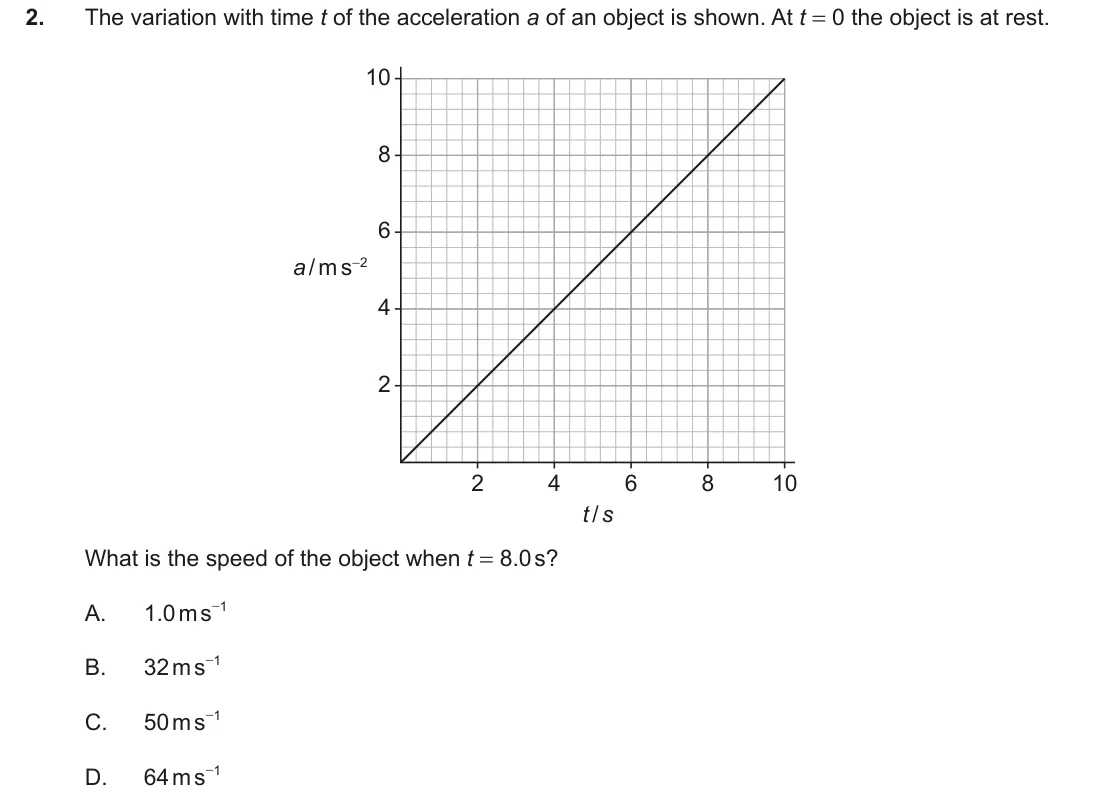 2. The variation with time t of the acceleration a of an object is shown. At t = 0 the object is at rest.
10
8
6
a / m s⁻²
4
2
2 4 6 8 10
t / s
What is the speed of the object when t = 8.0 s?
A. 1.0 m s⁻¹
B. 32 m s⁻¹
C. 50 m s⁻¹
D. 64 m s⁻¹